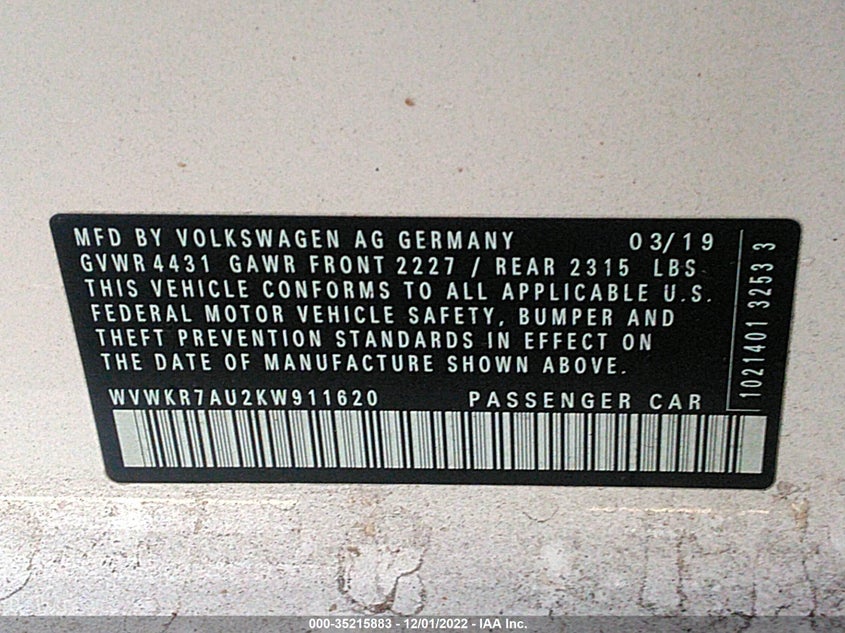 MFD BY VOLKSWAGEN AG GERMANY 03/19
GVWR 4431 GAWR FRONT 2227 / REAR 2315 LBS
THIS VEHICLE CONFORMS TO ALL APPLICABLE U.S.
FEDERAL MOTOR VEHICLE SAFETY, BUMPER AND
THEFT PREVENTION STANDARDS IN EFFECT ON
THE DATE OF MANUFACTURE SHOWN ABOVE.
WVWKR7AU2KW911620 PASSENGER CAR
1021401 32533
000-35215883 - 12/01/2022 - IAA Inc.